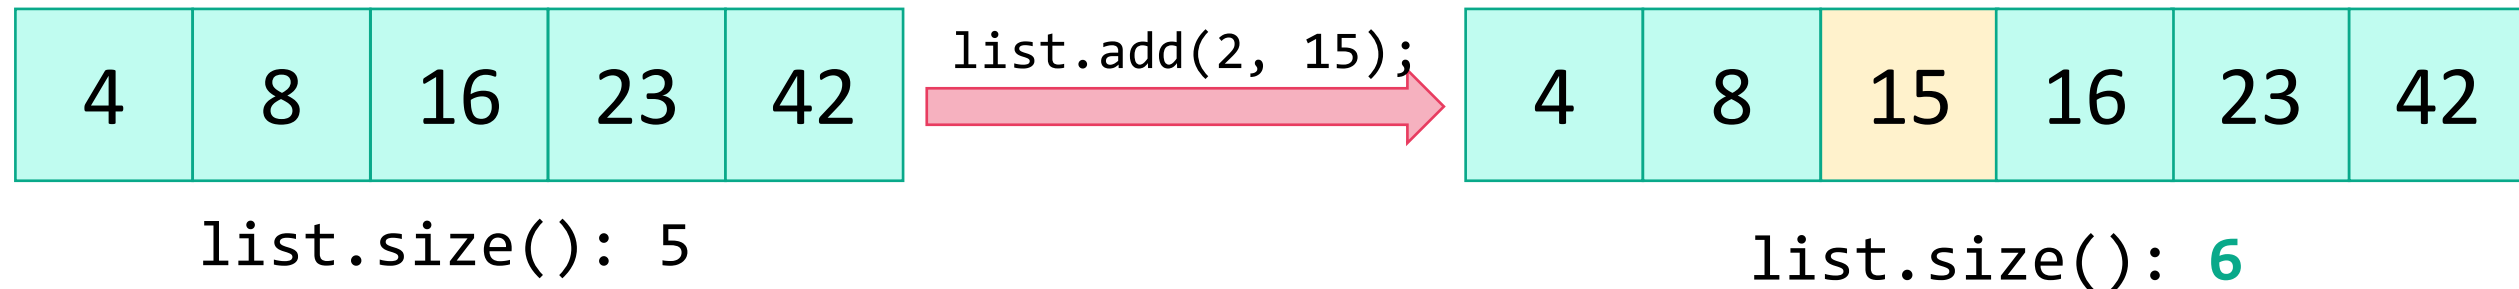 4 8 16 23 42
list.add(2, 15);
4 8 15 16 23 42
list.size(): 5
list.size(): 6